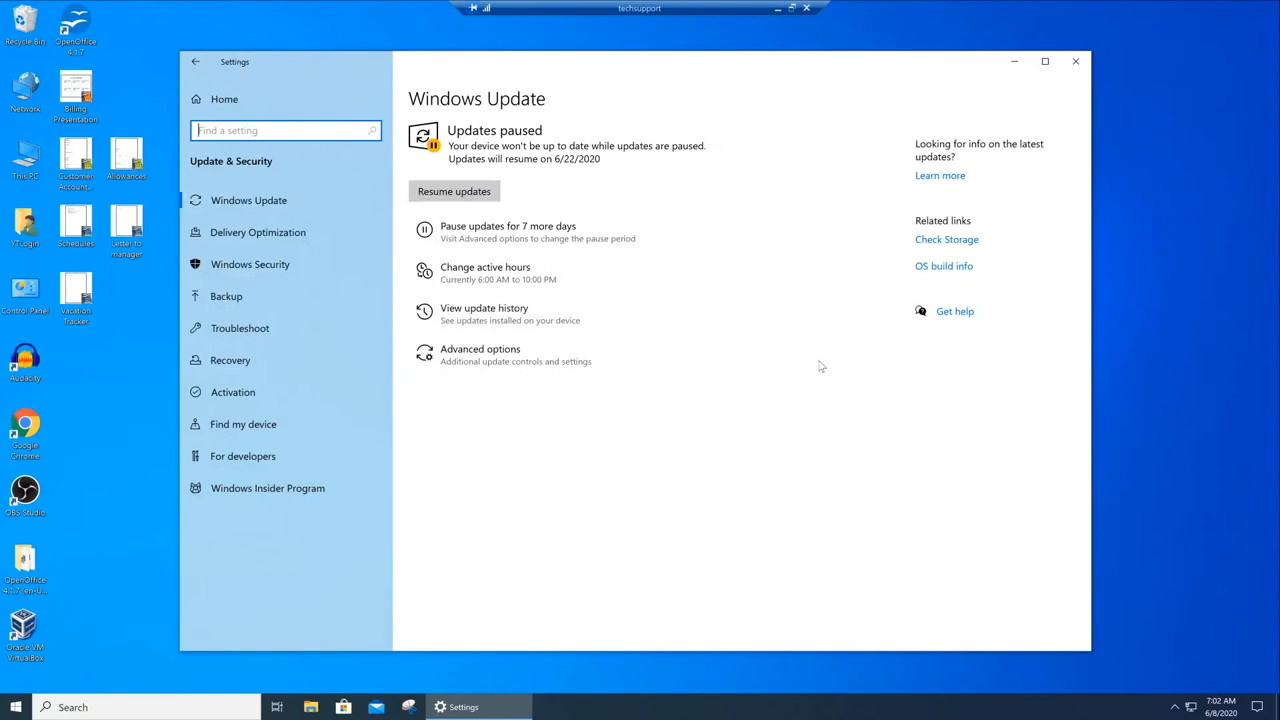 techsupport
Recycle Bin
OpenOffice
4.1.7
Network
Billing
Presentation
This PC
Customer
Account...
Allowances
YTLogin
Schedules
Letter to
manager
Control Panel
Vacation
Tracker
Audacity
Google
Chrome
OBS Studio
OpenOffice
4.1.7 (en-U...
Oracle VM
VirtualBox
Settings
Home
Find a setting
Update & Security
Windows Update
Delivery Optimization
Windows Security
Backup
Troubleshoot
Recovery
Activation
Find my device
For developers
Windows Insider Program
Windows Update
Updates paused
Your device won't be up to date while updates are paused.
Updates will resume on 6/22/2020
Resume updates
Pause updates for 7 more days
Visit Advanced options to change the pause period
Change active hours
Currently 6:00 AM to 10:00 PM
View update history
See updates installed on your device
Advanced options
Additional update controls and settings
Looking for info on the latest
updates?
Learn more
Related links
Check Storage
OS build info
Get help
Search
Settings
7:02 AM
6/8/2020